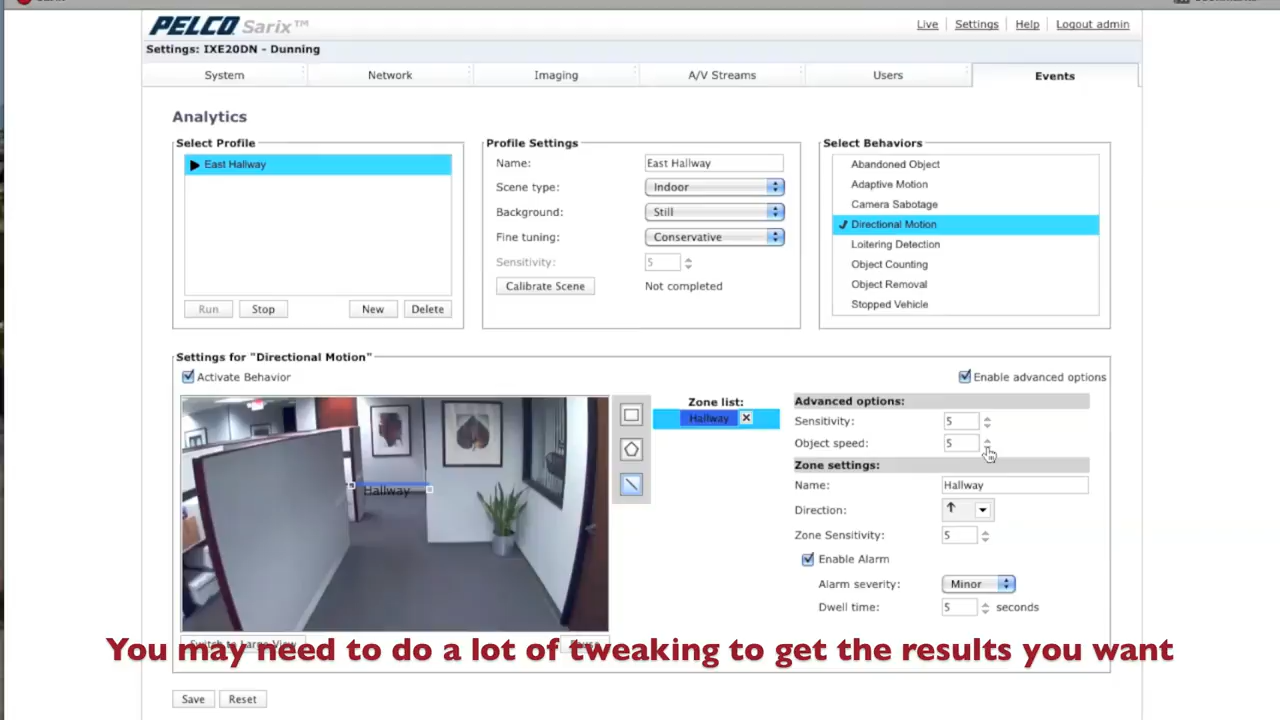 PELCO Sarix™
Live Settings Help Logout admin
Settings: IXE20DN - Dunning
System Network Imaging A/V Streams Users Events
Analytics
Select Profile
East Hallway
Run Stop New Delete
Profile Settings
Name: East Hallway
Scene type: Indoor
Background: Still
Fine tuning: Conservative
Sensitivity: 5
Calibrate Scene Not completed
Select Behaviors
Abandoned Object
Adaptive Motion
Camera Sabotage
Directional Motion
Loitering Detection
Object Counting
Object Removal
Stopped Vehicle
Settings for "Directional Motion"
Activate Behavior
Enable advanced options
Hallway
Switch to Large View
Zone list:
Hallway
Advanced options:
Sensitivity: 5
Object speed: 5
Zone settings:
Name: Hallway
Direction:
Zone Sensitivity: 5
Enable Alarm
Alarm severity: Minor
Dwell time: 5 seconds
You may need to do a lot of tweaking to get the results you want
Save Reset